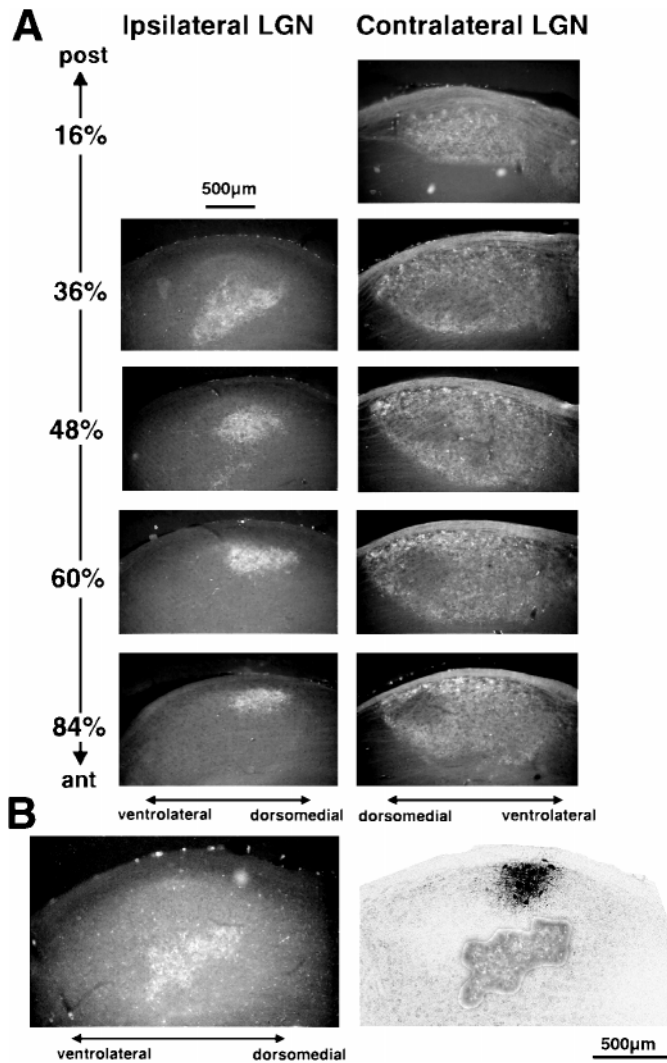 A
Ipsilateral LGN
Contralateral LGN
post
16%
500µm
36%
48%
60%
84%
ant
ventrolateral
dorsomedial
dorsomedial
ventrolateral
B
ventrolateral
dorsomedial
500µm